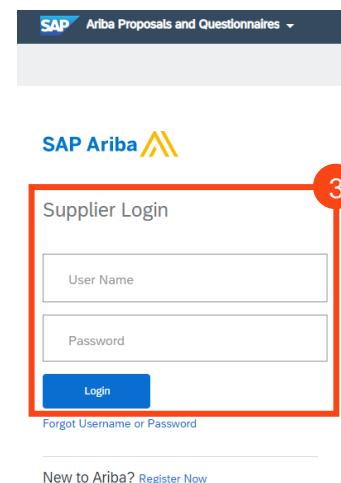 SAP Ariba Proposals and Questionnaires
SAP Ariba
3
Supplier Login
User Name
Password
Login
Forgot Username or Password
New to Ariba? Register Now